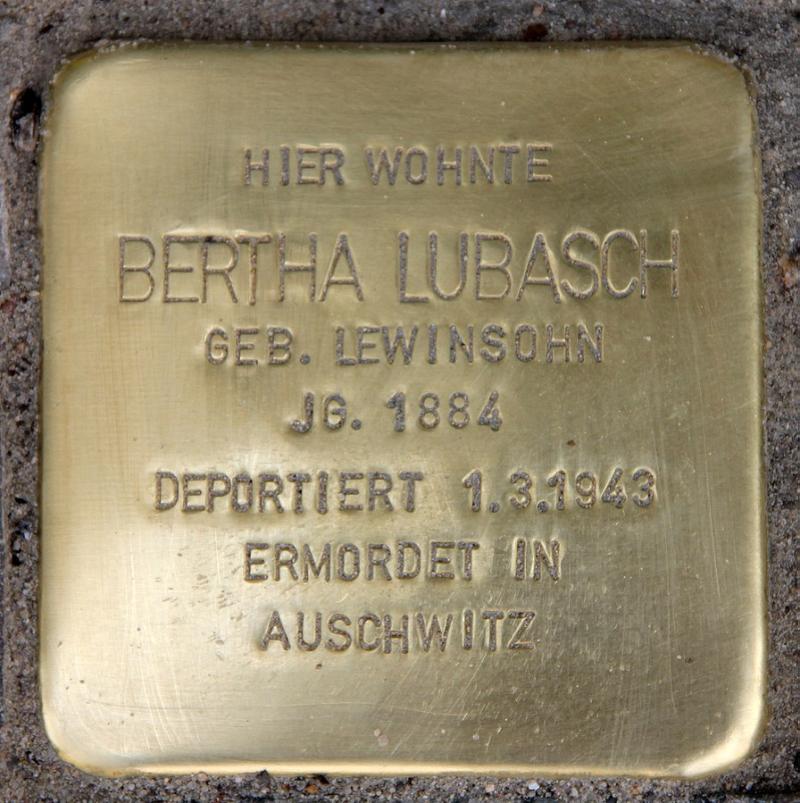 HIER WOHNTE
BERTHA LUBASCH
GEB. LEWINSOHN
JG. 1884
DEPORTIERT 1.3.1943
ERMORDET IN
AUSCHWITZ